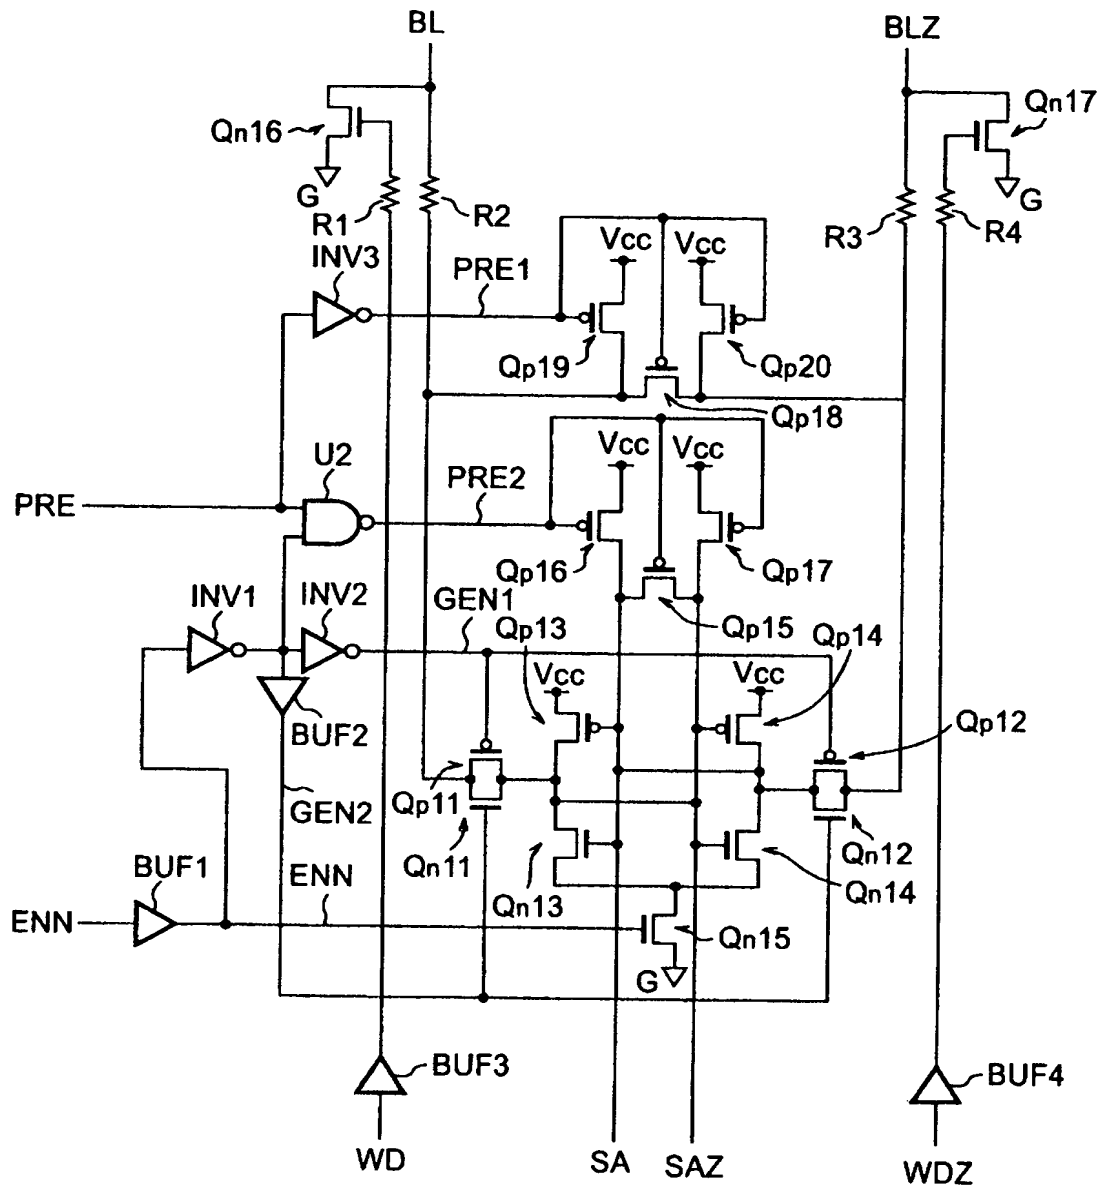 BL
BLZ
Qn16
Qn17
G
G
R1
R2
R3
R4
INV3
PRE1
Vcc
Vcc
Qp19
Qp20
Qp18
U2
PRE
PRE2
Vcc
Vcc
Qp16
Qp17
INV1
INV2
GEN1
Qp15
Qp13
Qp14
Vcc
Vcc
BUF2
Qp12
Qp11
GEN2
Qn11
Qn12
BUF1
ENN
Qn13
Qn14
ENN
Qn15
G
BUF3
BUF4
WD
SA
SAZ
WDZ